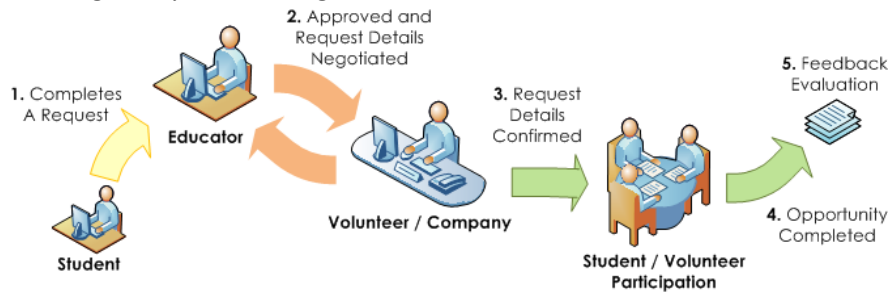 1. Completes
A Request
Student
Educator
2. Approved and
Request Details
Negotiated
Volunteer / Company
3. Request
Details
Confirmed
Student / Volunteer
Participation
4. Opportunity
Completed
5. Feedback
Evaluation